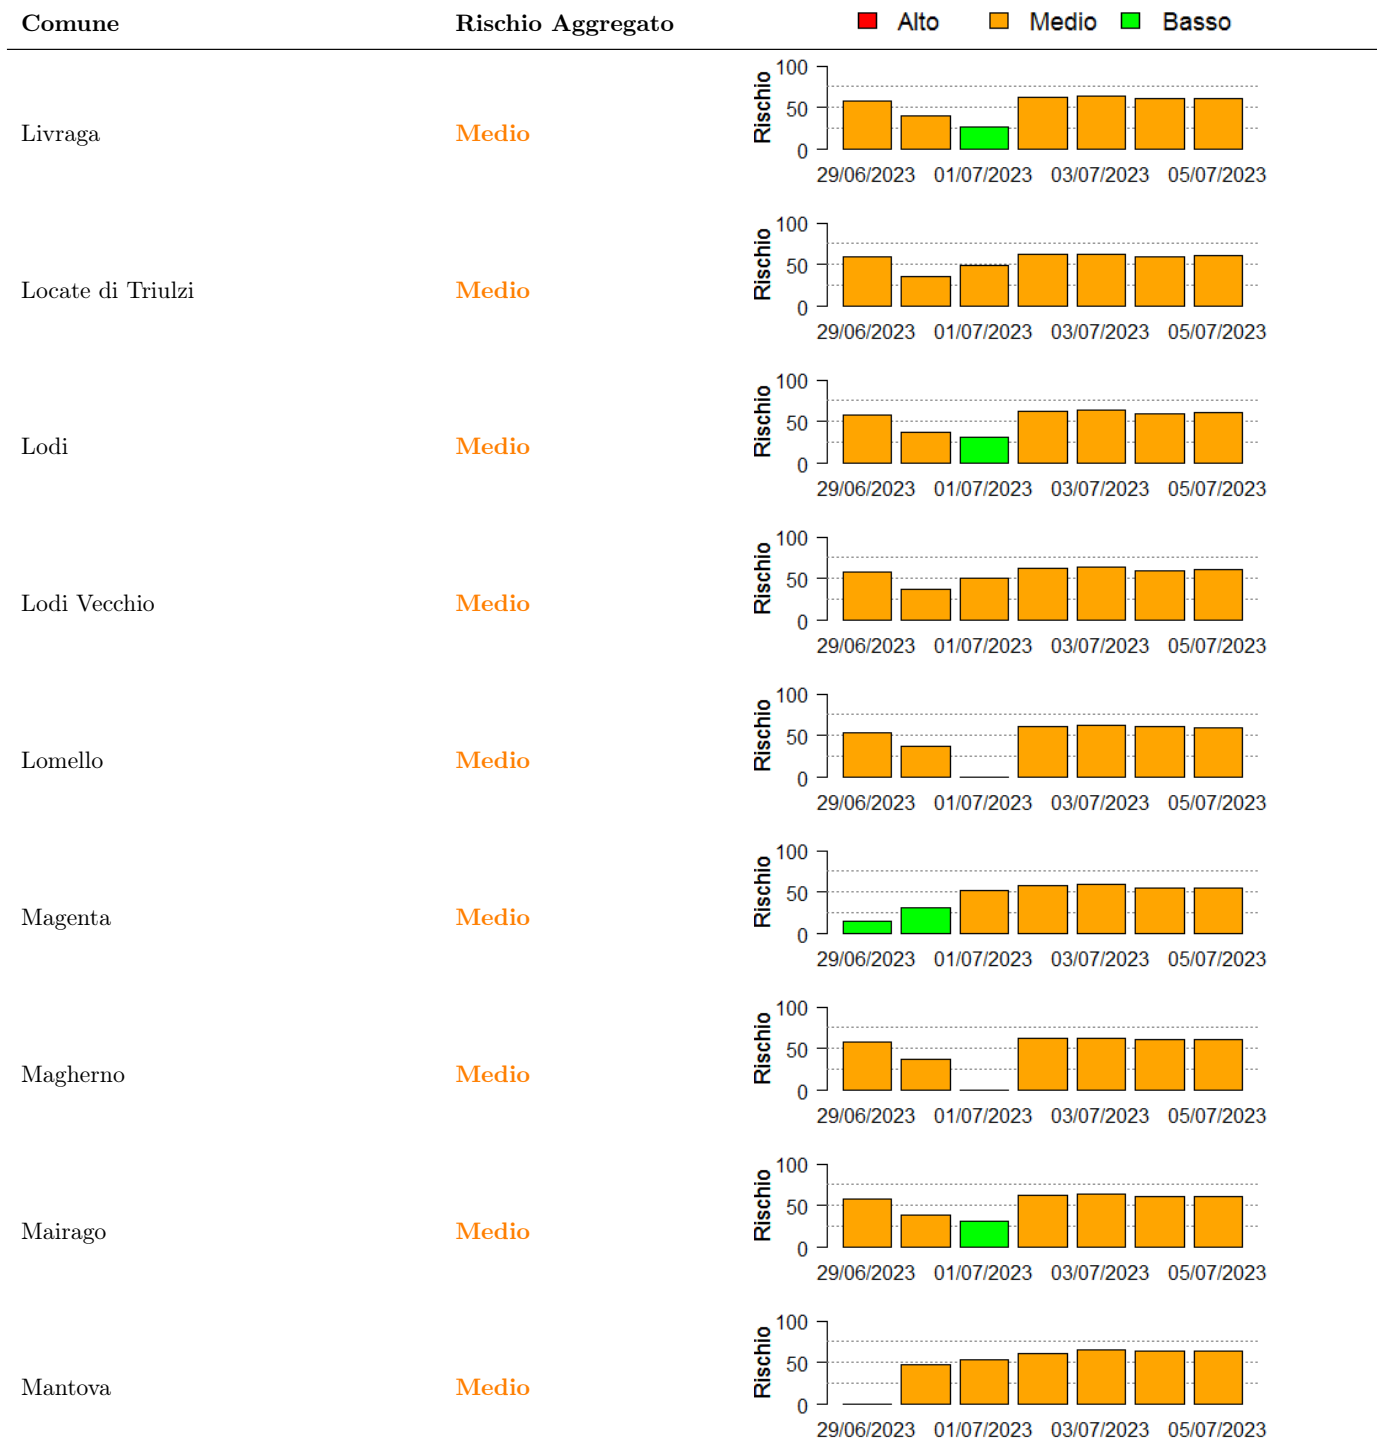 Comune Rischio Aggregato Alto Medio Basso
Livraga Medio Rischio 0 50 100
29/06/2023 01/07/2023 03/07/2023 05/07/2023
Locate di Triulzi Medio Rischio 0 50 100
29/06/2023 01/07/2023 03/07/2023 05/07/2023
Lodi Medio Rischio 0 50 100
29/06/2023 01/07/2023 03/07/2023 05/07/2023
Lodi Vecchio Medio Rischio 0 50 100
29/06/2023 01/07/2023 03/07/2023 05/07/2023
Lomello Medio Rischio 0 50 100
29/06/2023 01/07/2023 03/07/2023 05/07/2023
Magenta Medio Rischio 0 50 100
29/06/2023 01/07/2023 03/07/2023 05/07/2023
Magherno Medio Rischio 0 50 100
29/06/2023 01/07/2023 03/07/2023 05/07/2023
Mairago Medio Rischio 0 50 100
29/06/2023 01/07/2023 03/07/2023 05/07/2023
Mantova Medio Rischio 0 50 100
29/06/2023 01/07/2023 03/07/2023 05/07/2023